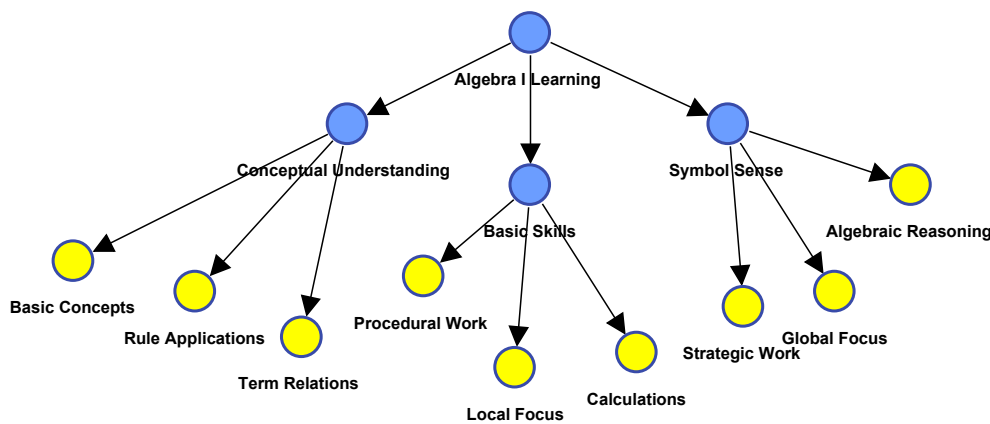 Algebra I Learning
Conceptual Understanding
Symbol Sense
Basic Skills
Algebraic Reasoning
Basic Concepts
Rule Applications
Procedural Work
Global Focus
Strategic Work
Term Relations
Calculations
Local Focus